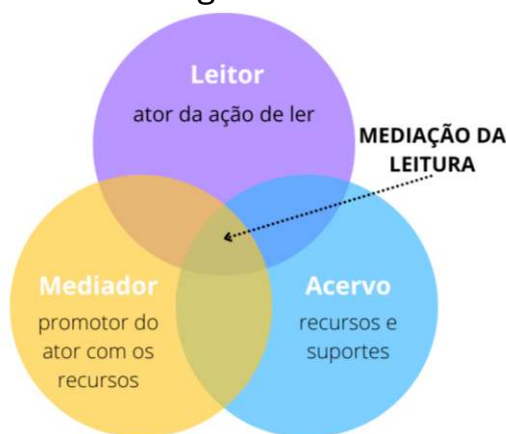 Leitor
ator da ação de ler
MEDIAÇÃO DA
LEITURA
Mediador
promotor do
ator com os
recursos
Acervo
recursos e
suportes